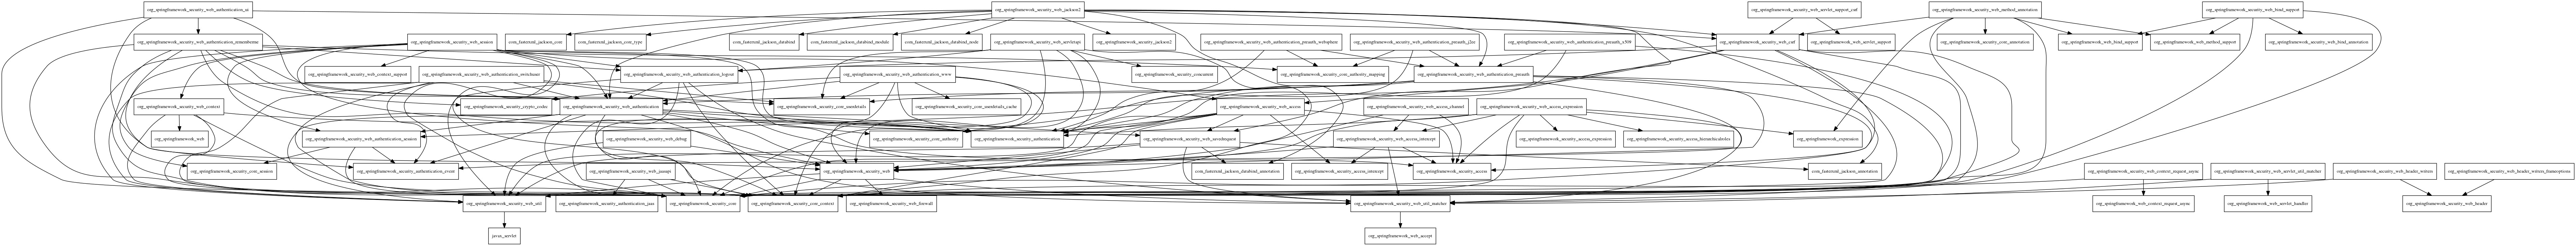 org_springframework_security_web_authentication_ui
org_springframework_security_web_jackson2
org_springframework_security_web_servlet_support_csrf
org_springframework_security_web_method_annotation
org_springframework_security_web_bind_support
org_springframework_security_web_authentication_rememberme
org_springframework_security_web_session
com_fasterxml_jackson_core
com_fasterxml_jackson_core_type
com_fasterxml_jackson_databind
com_fasterxml_jackson_databind_module
com_fasterxml_jackson_databind_node
org_springframework_security_web_servletapi
org_springframework_security_jackson2
org_springframework_security_web_authentication_preauth_websphere
org_springframework_security_web_authentication_preauth_j2ee
org_springframework_security_web_authentication_preauth_x509
org_springframework_security_web_csrf
org_springframework_web_servlet_support
org_springframework_security_core_annotation
org_springframework_web_bind_support
org_springframework_web_method_support
org_springframework_web_bind_annotation
org_springframework_web_context_support
org_springframework_security_web_authentication_switchuser
org_springframework_security_web_authentication_logout
org_springframework_security_web_authentication_www
org_springframework_security_concurrent
org_springframework_security_core_authority_mapping
org_springframework_security_web_authentication_preauth
org_springframework_security_web_context
org_springframework_security_crypto_codec
org_springframework_security_web_authentication
org_springframework_security_core_userdetails
org_springframework_security_core_userdetails_cache
org_springframework_security_web_access
org_springframework_security_web_access_channel
org_springframework_security_web_access_expression
org_springframework_web
org_springframework_security_web_authentication_session
org_springframework_security_web_debug
org_springframework_security_core_authority
org_springframework_security_authentication
org_springframework_security_web_savedrequest
org_springframework_security_web_access_intercept
org_springframework_security_access_expression
org_springframework_security_access_hierarchicalroles
org_springframework_expression
org_springframework_security_core_session
org_springframework_security_authentication_event
org_springframework_security_web_jaasapi
org_springframework_security_web
com_fasterxml_jackson_databind_annotation
org_springframework_security_access_intercept
org_springframework_security_access
com_fasterxml_jackson_annotation
org_springframework_security_web_context_request_async
org_springframework_security_web_servlet_util_matcher
org_springframework_security_web_header_writers
org_springframework_security_web_header_writers_frameoptions
org_springframework_security_web_util
org_springframework_security_authentication_jaas
org_springframework_security_core
org_springframework_security_core_context
org_springframework_security_web_firewall
org_springframework_security_web_util_matcher
org_springframework_web_context_request_async
org_springframework_web_servlet_handler
org_springframework_security_web_header
javax_servlet
org_springframework_web_accept